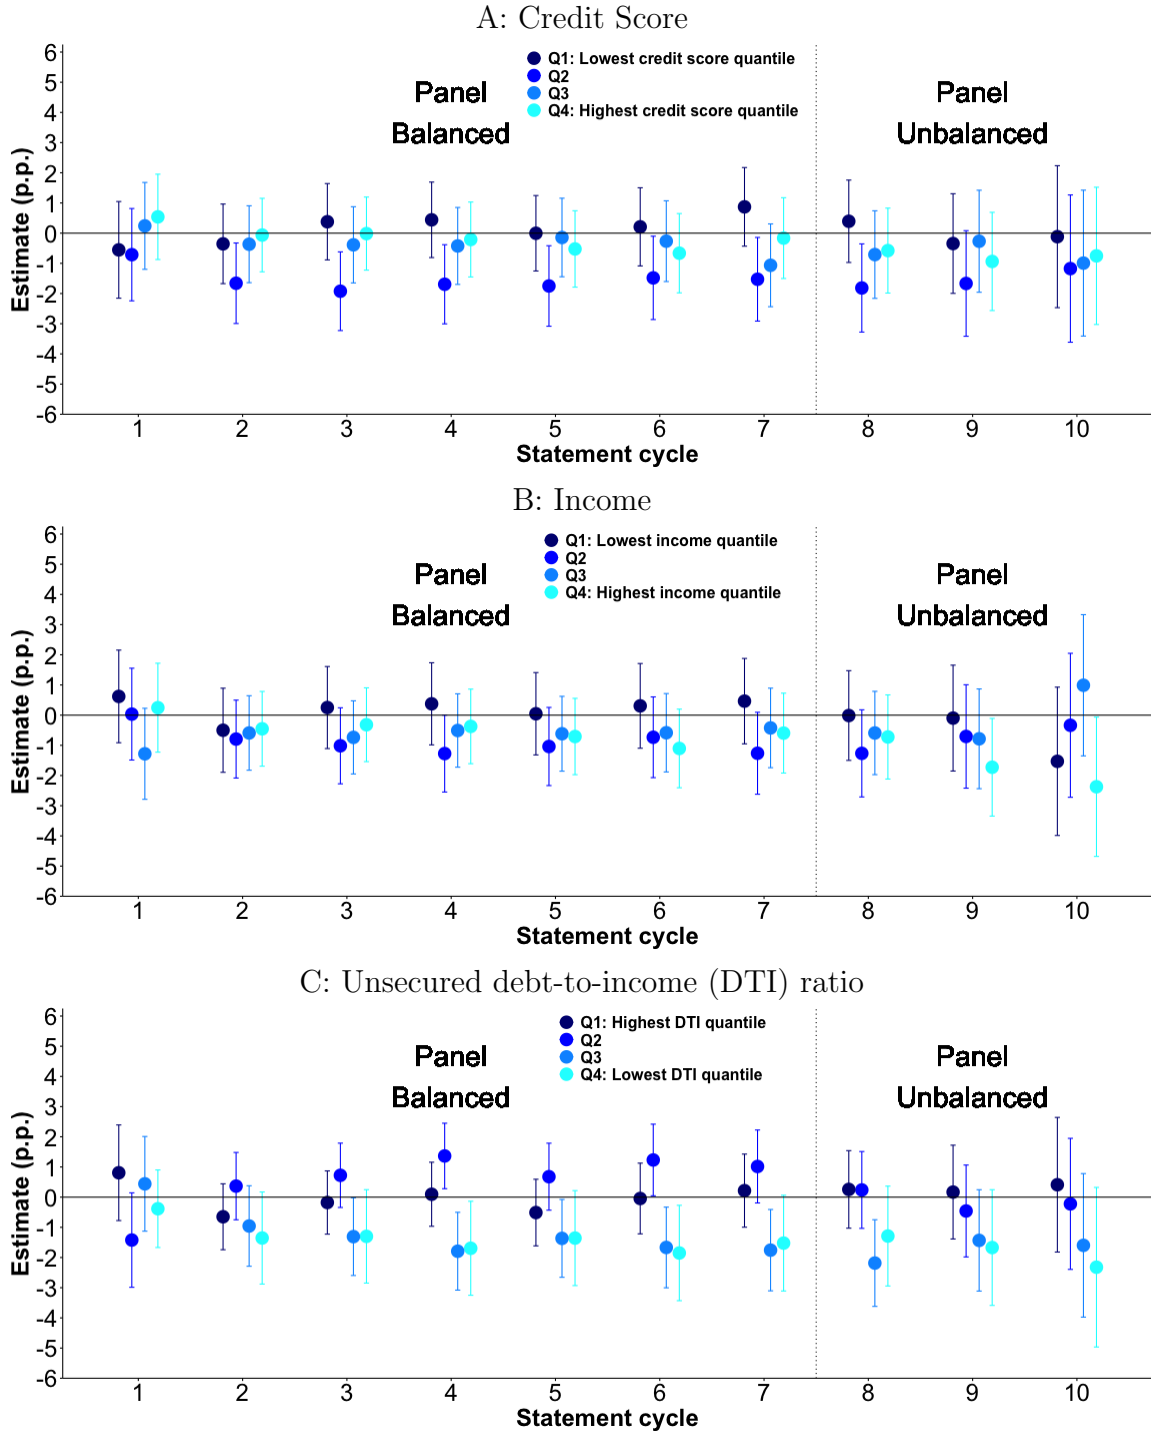 A: Credit Score
Q1: Lowest credit score quantile
Q2
Q3
Q4: Highest credit score quantile
Panel
Balanced
Panel
Unbalanced
Estimate (p.p.)
6
5
4
3
2
1
0
-1
-2
-3
-4
-5
-6
1 2 3 4 5 6 7 8 9 10
Statement cycle
B: Income
Q1: Lowest income quantile
Q2
Q3
Q4: Highest income quantile
Panel
Balanced
Panel
Unbalanced
Estimate (p.p.)
6
5
4
3
2
1
0
-1
-2
-3
-4
-5
-6
1 2 3 4 5 6 7 8 9 10
Statement cycle
C: Unsecured debt-to-income (DTI) ratio
Q1: Highest DTI quantile
Q2
Q3
Q4: Lowest DTI quantile
Panel
Balanced
Panel
Unbalanced
Estimate (p.p.)
6
5
4
3
2
1
0
-1
-2
-3
-4
-5
-6
1 2 3 4 5 6 7 8 9 10
Statement cycle